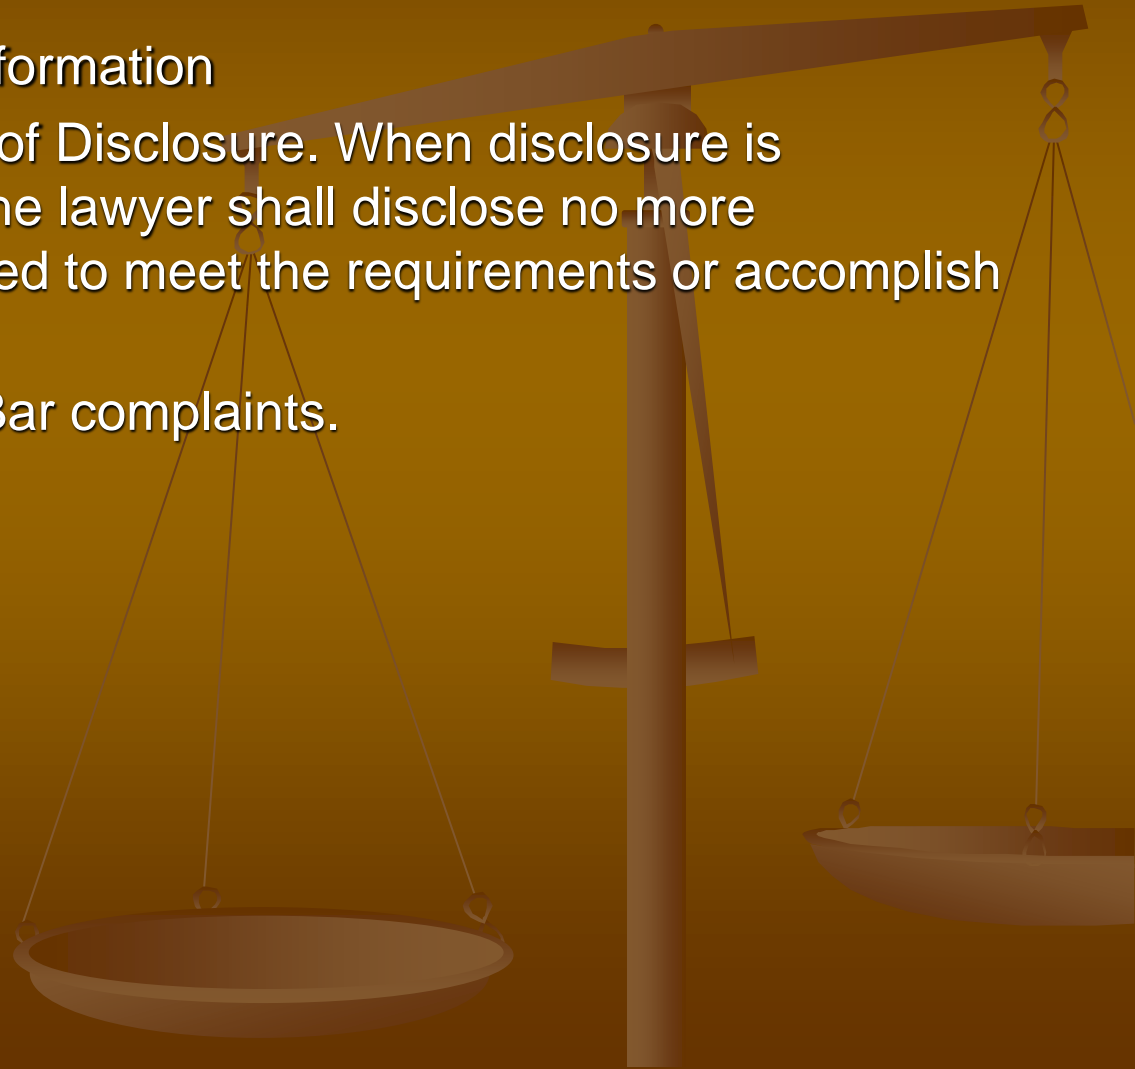 formation
of Disclosure. When disclosure is
he lawyer shall disclose no more
ed to meet the requirements or accomplish
Bar complaints.